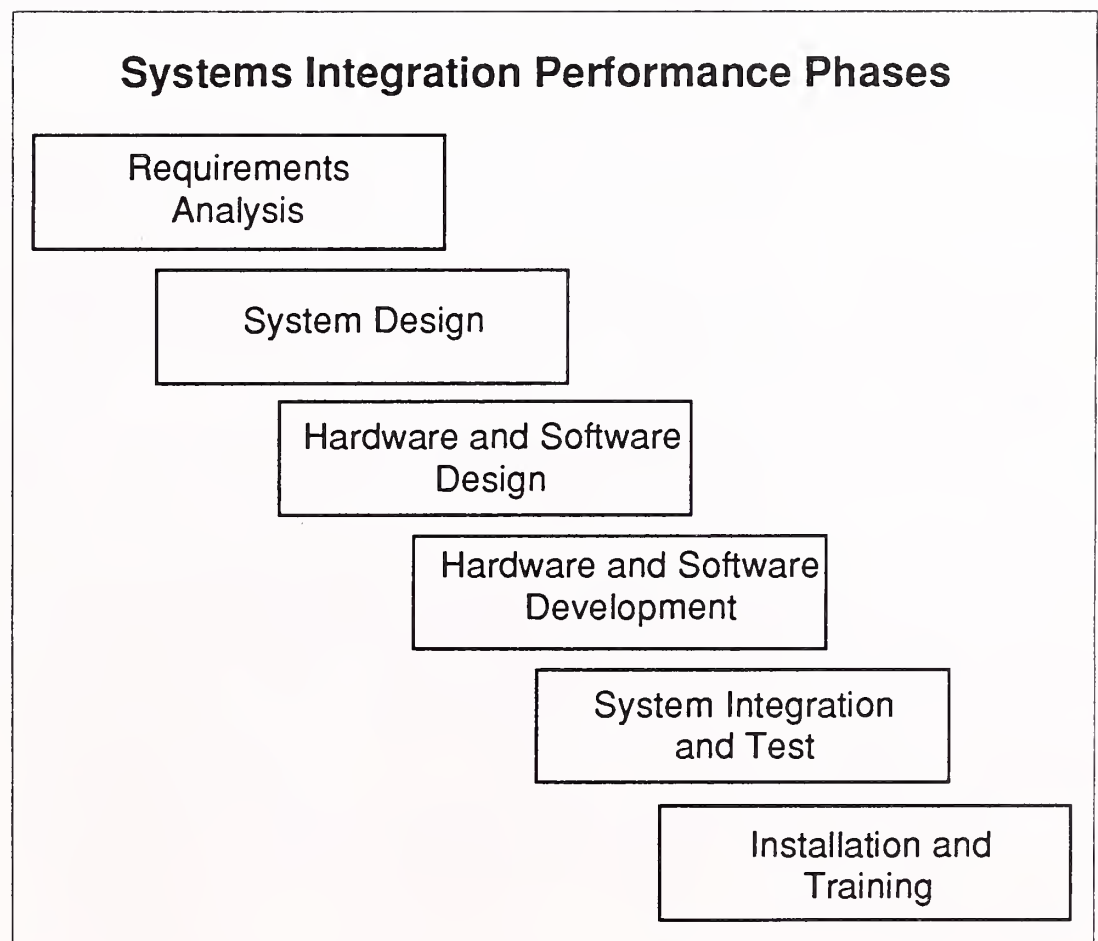 Systems Integration Performance Phases
Requirements
Analysis
System Design
Hardware and Software
Design
Hardware and Software
Development
System Integration
and Test
Installation and
Training